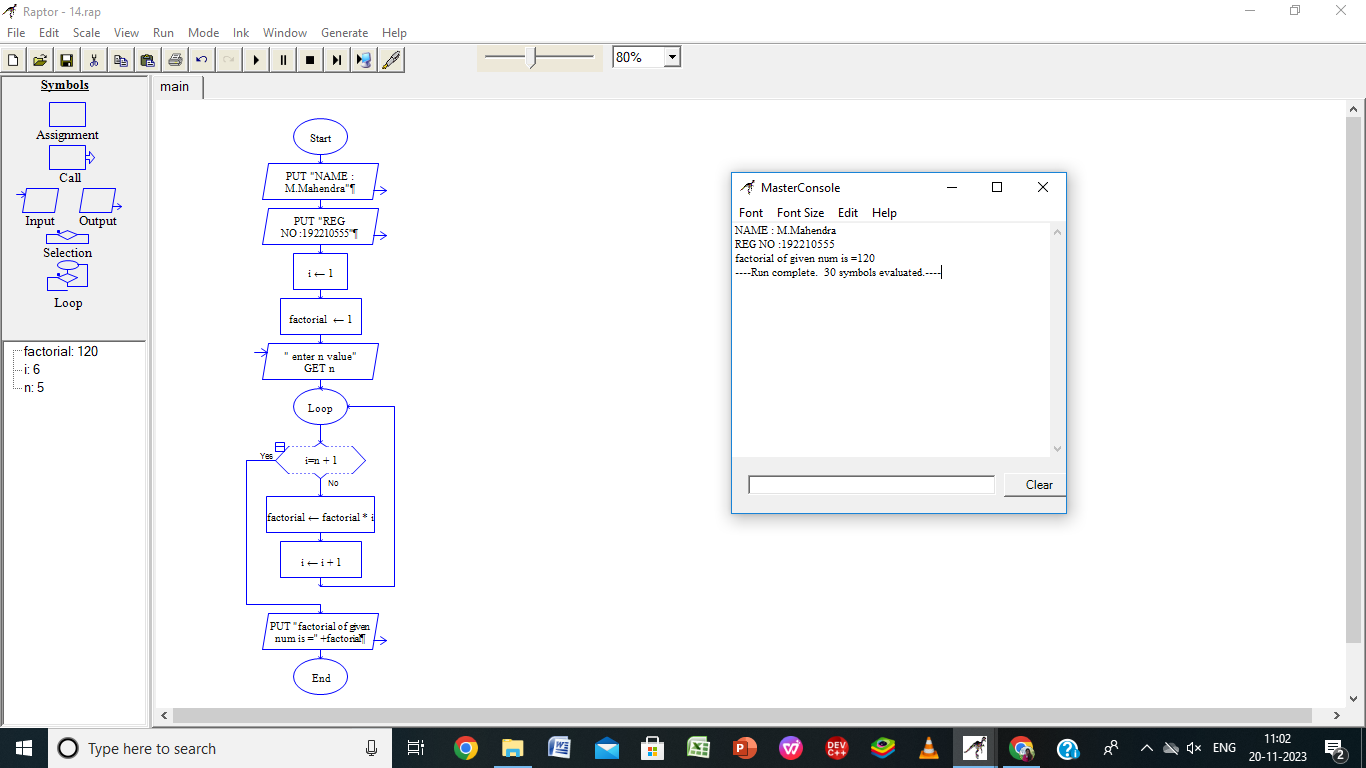 Raptor - 14.rap
File Edit Scale View Run Mode Ink Window Generate Help
80%
Symbols
Assignment
Call
Input Output
Selection
Loop
factorial: 120
i: 6
n: 5
main
Start
PUT "NAME :
M.Mahendra"¶
PUT "REG
NO :192210555"¶
i ← 1
factorial ← 1
" enter n value"
GET n
Loop
Yes
i=n + 1
No
factorial ← factorial * i
i ← i + 1
PUT "factorial of given
num is =" +factorial¶
End
MasterConsole
Font Font Size Edit Help
NAME : M.Mahendra
REG NO :192210555
factorial of given num is =120
----Run complete. 30 symbols evaluated.----
Clear
Type here to search
DEV
C++
ENG
11:02
20-11-2023
2